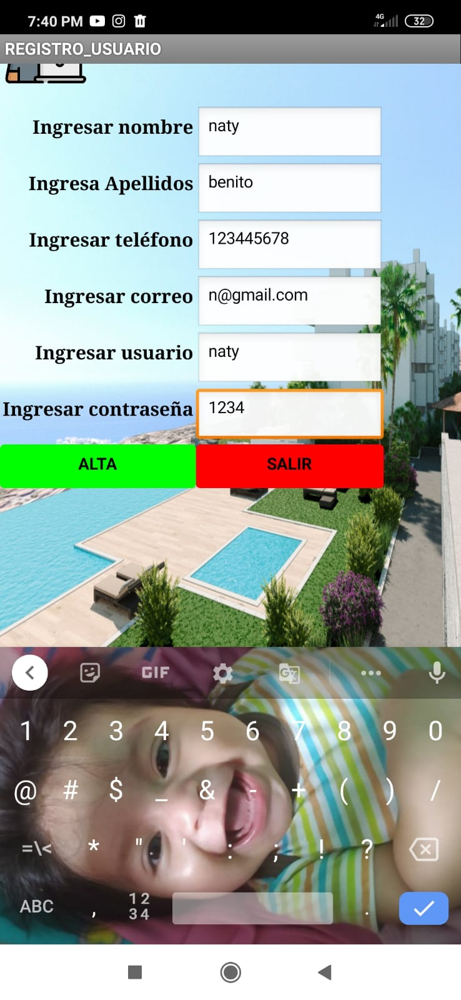 7:40 PM 4G 32
REGISTRO_USUARIO
Ingresar nombre naty
Ingresa Apellidos benito
Ingresar teléfono 123445678
Ingresar correo n@gmail.com
Ingresar usuario naty
Ingresar contraseña 1234
ALTA SALIR
GIF
1 2 3 4 5 6 7 8 9 0
@ # $ _ & - + ( ) /
=\< * " ' : ; ! ?
ABC , 12 34 .